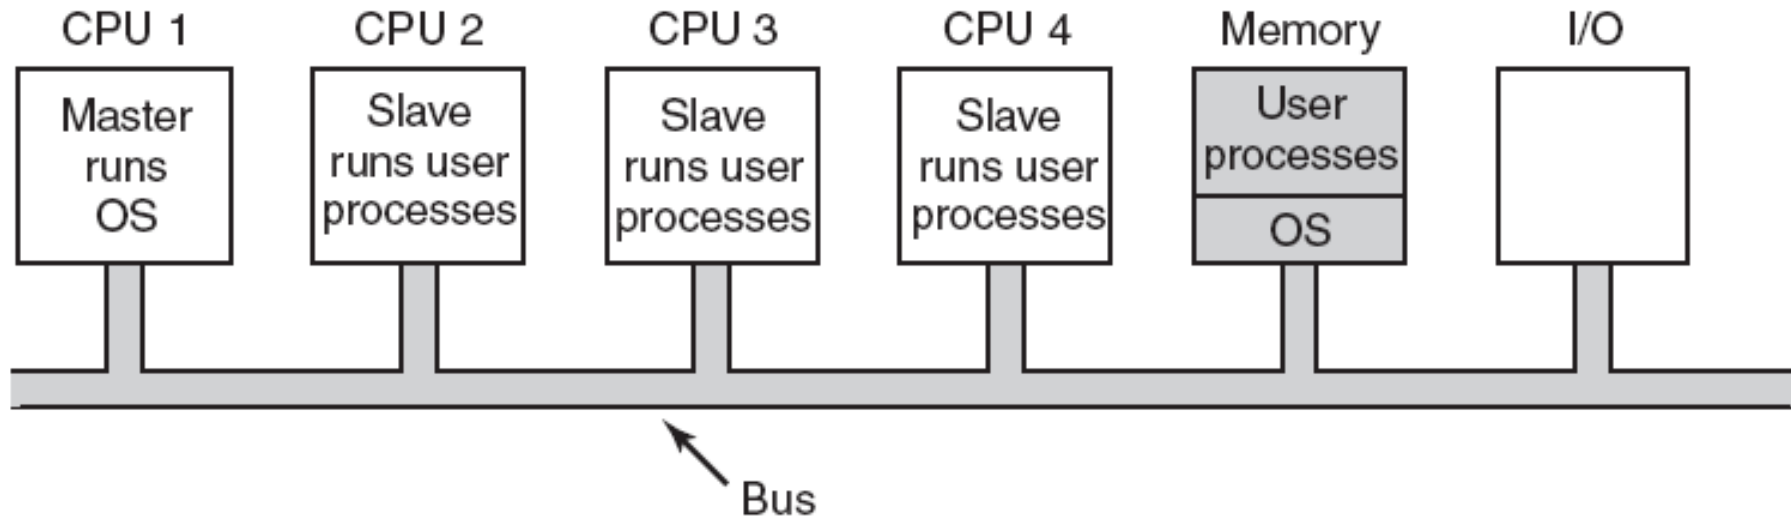 CPU 1
CPU 2
CPU 3
CPU 4
Memory
I/O
Master
runs
OS
Slave
runs user
processes
Slave
runs user
processes
Slave
runs user
processes
User
processes
OS
Bus